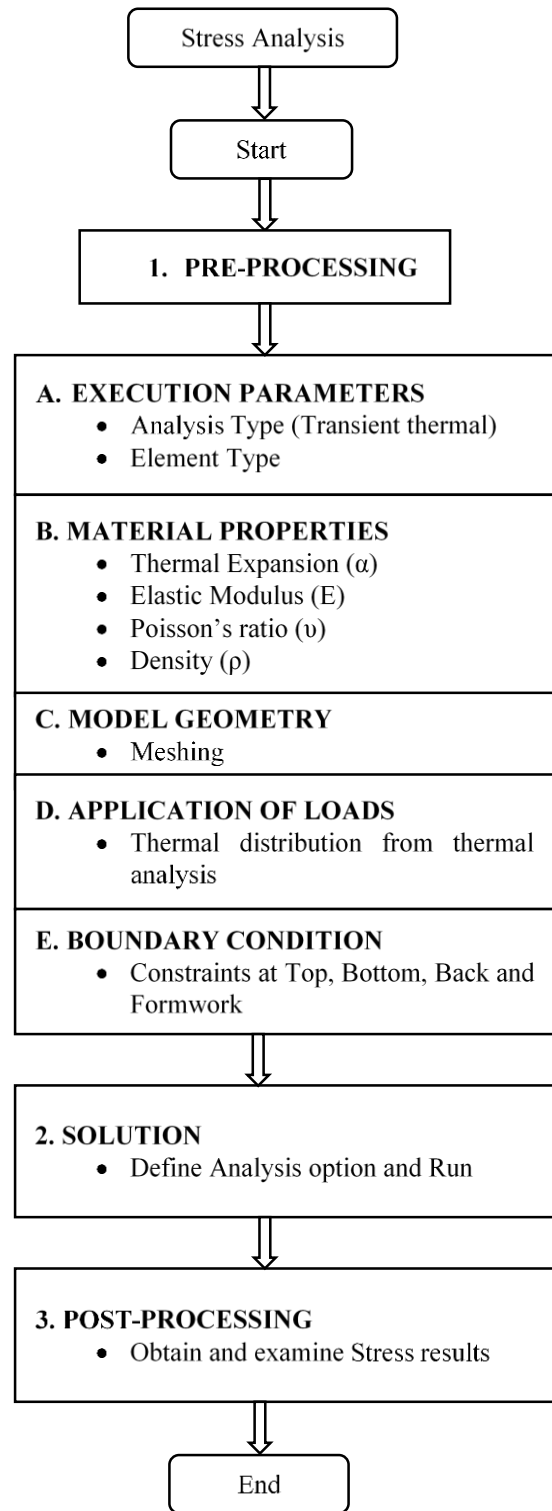 Stress Analysis
Start
1. PRE-PROCESSING
A. EXECUTION PARAMETERS
• Analysis Type (Transient thermal)
• Element Type
B. MATERIAL PROPERTIES
• Thermal Expansion (α)
• Elastic Modulus (E)
• Poisson’s ratio (υ)
• Density (ρ)
C. MODEL GEOMETRY
• Meshing
D. APPLICATION OF LOADS
• Thermal distribution from thermal
analysis
E. BOUNDARY CONDITION
• Constraints at Top, Bottom, Back and
Formwork
2. SOLUTION
• Define Analysis option and Run
3. POST-PROCESSING
• Obtain and examine Stress results
End